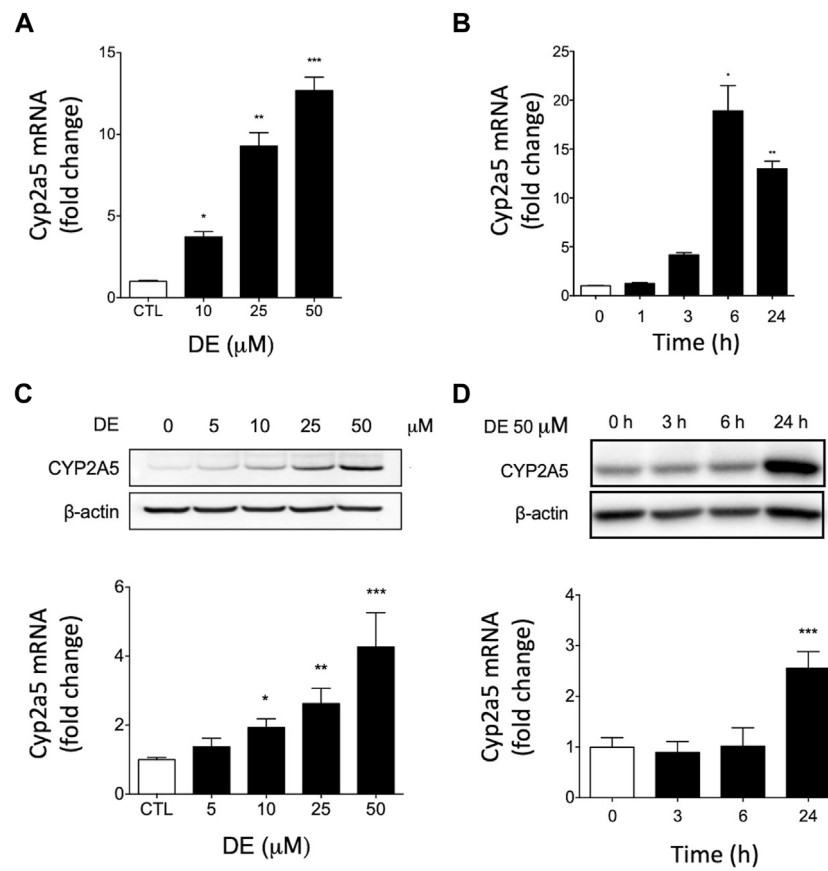 A
Cyp2a5 mRNA
(fold change)
15
10
5
0
*
**
***
CTL 10 25 50
DE (μM)
B
Cyp2a5 mRNA
(fold change)
25
20
15
10
5
0
*
**
0 1 3 6 24
Time (h)
C
DE 0 5 10 25 50 μM
CYP2A5
β-actin
Cyp2a5 mRNA
(fold change)
6
4
2
0
*
**
***
CTL 5 10 25 50
DE (μM)
D
DE 50 μM 0 h 3 h 6 h 24 h
CYP2A5
β-actin
Cyp2a5 mRNA
(fold change)
4
3
2
1
0
***
0 3 6 24
Time (h)